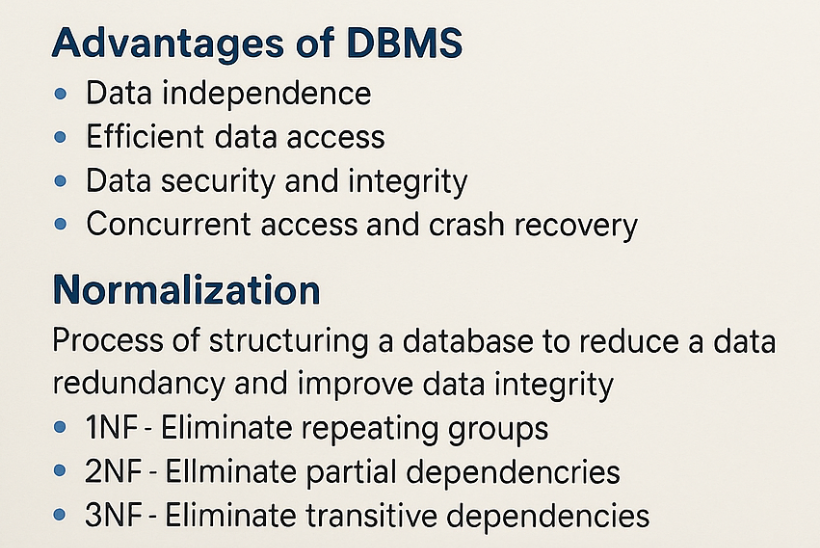 Advantages of DBMS
• Data independence
• Efficient data access
• Data security and integrity
• Concurrent access and crash recovery
Normalization
Process of structuring a database to reduce a data
redundancy and improve data integrity
• 1NF - Eliminate repeating groups
• 2NF - Ellminate partial dependencries
• 3NF - Eliminate transitive dependencies